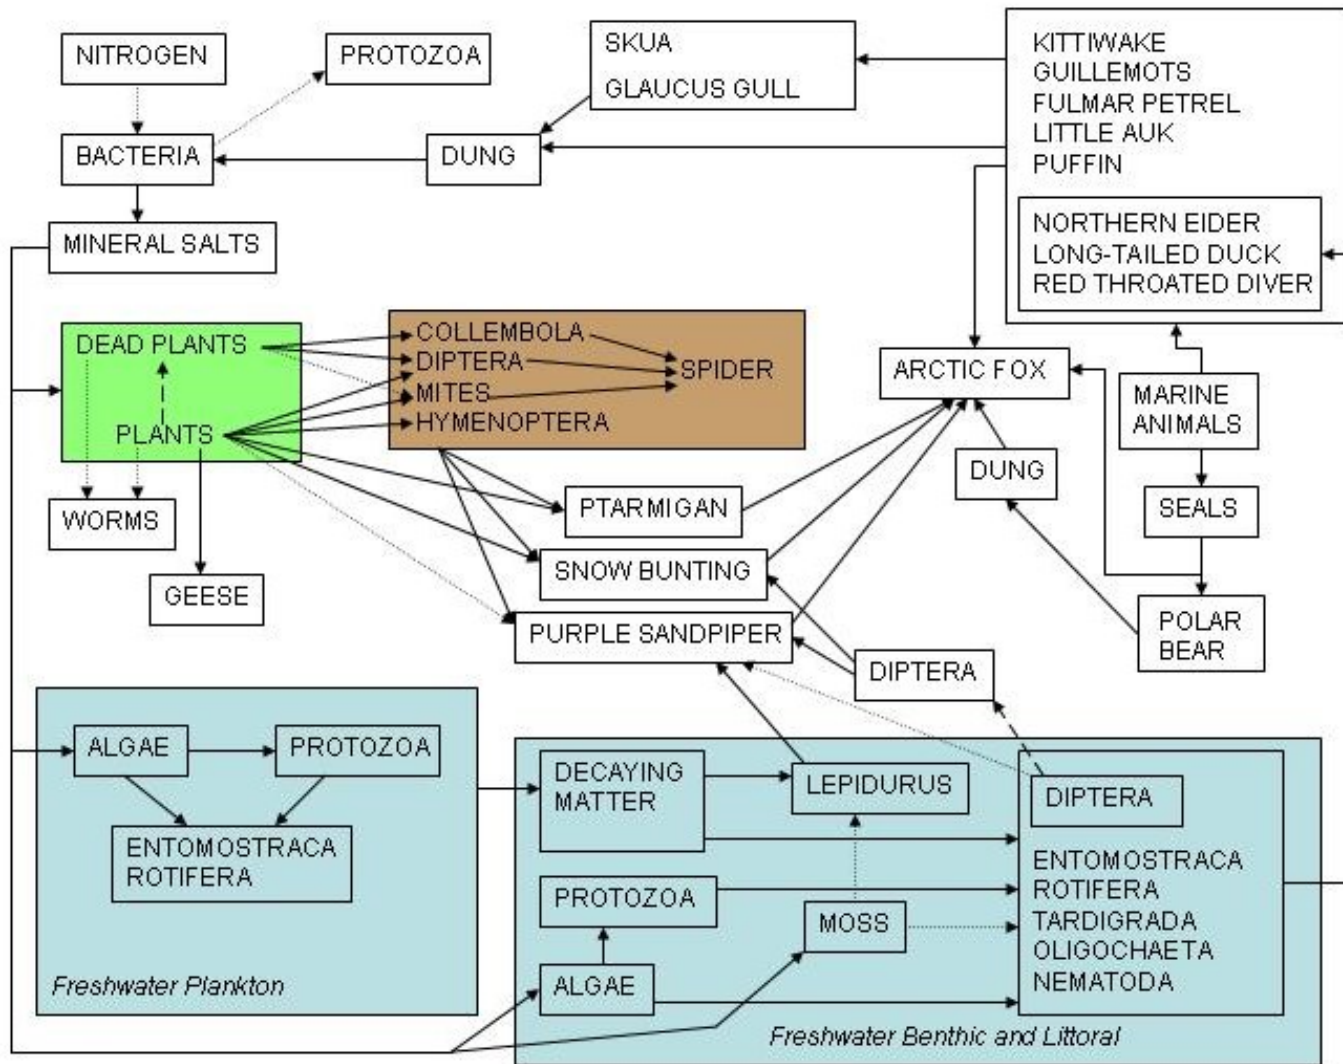 NITROGEN
PROTOZOA
SKUA
GLAUCUS GULL
KITTIWAKE
GUILLEMOTS
FULMAR PETREL
LITTLE AUK
PUFFIN
BACTERIA
DUNG
MINERAL SALTS
NORTHERN EIDER
LONG-TAILED DUCK
RED THROATED DIVER
DEAD PLANTS
PLANTS
COLLEMBOLA
DIPTERA
MITES
HYMENOPTERA
SPIDER
ARCTIC FOX
MARINE
ANIMALS
DUNG
SEALS
WORMS
GEESE
PTARMIGAN
SNOW BUNTING
PURPLE SANDPIPER
POLAR
BEAR
DIPTERA
ALGAE
PROTOZOA
ENTOMOSTRACA
ROTIFERA
Freshwater Plankton
DECAYING
MATTER
LEPIDURUS
DIPTERA
PROTOZOA
MOSS
ALGAE
ENTOMOSTRACA
ROTIFERA
TARDIGRADA
OLIGOCHAETA
NEMATODA
Freshwater Benthic and Littoral